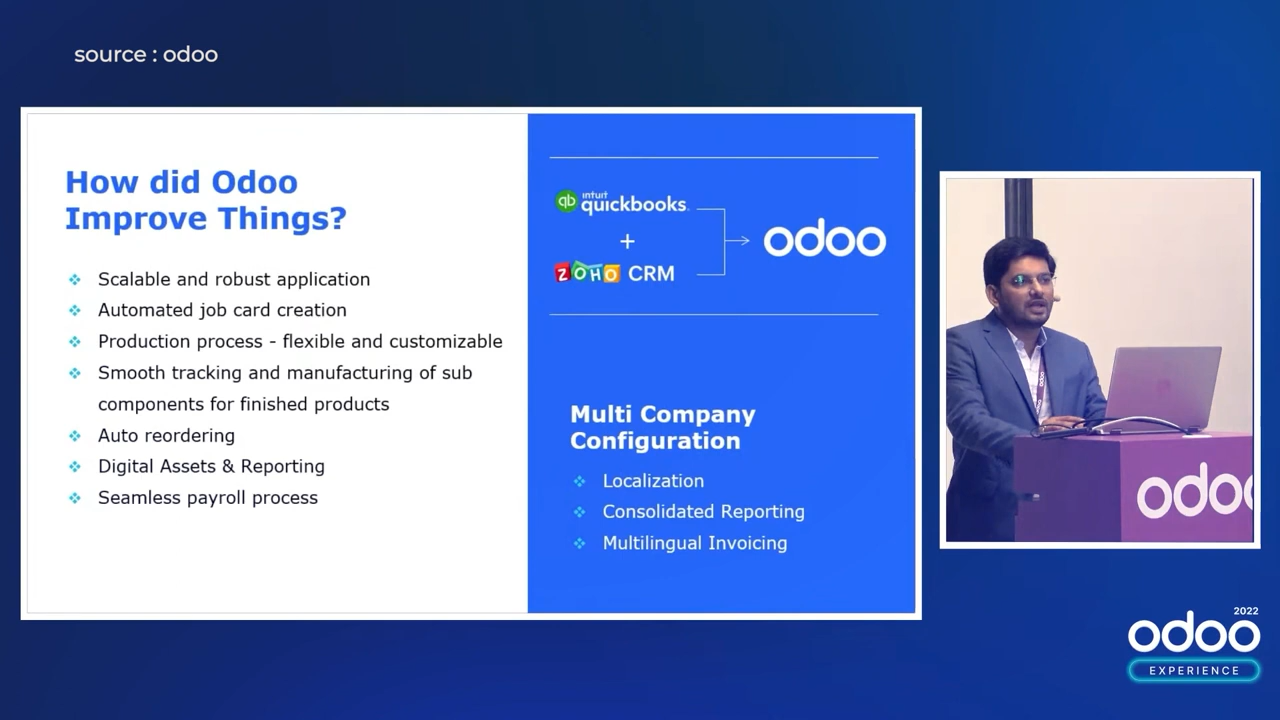 source : odoo
How did Odoo
Improve Things?
Scalable and robust application
Automated job card creation
Production process - flexible and customizable
Smooth tracking and manufacturing of sub
components for finished products
Auto reordering
Digital Assets & Reporting
Seamless payroll process
intuit
qb quickbooks.
+
ZOHO CRM
odoo
Multi Company
Configuration
Localization
Consolidated Reporting
Multilingual Invoicing
odoo
2022
odoo
EXPERIENCE